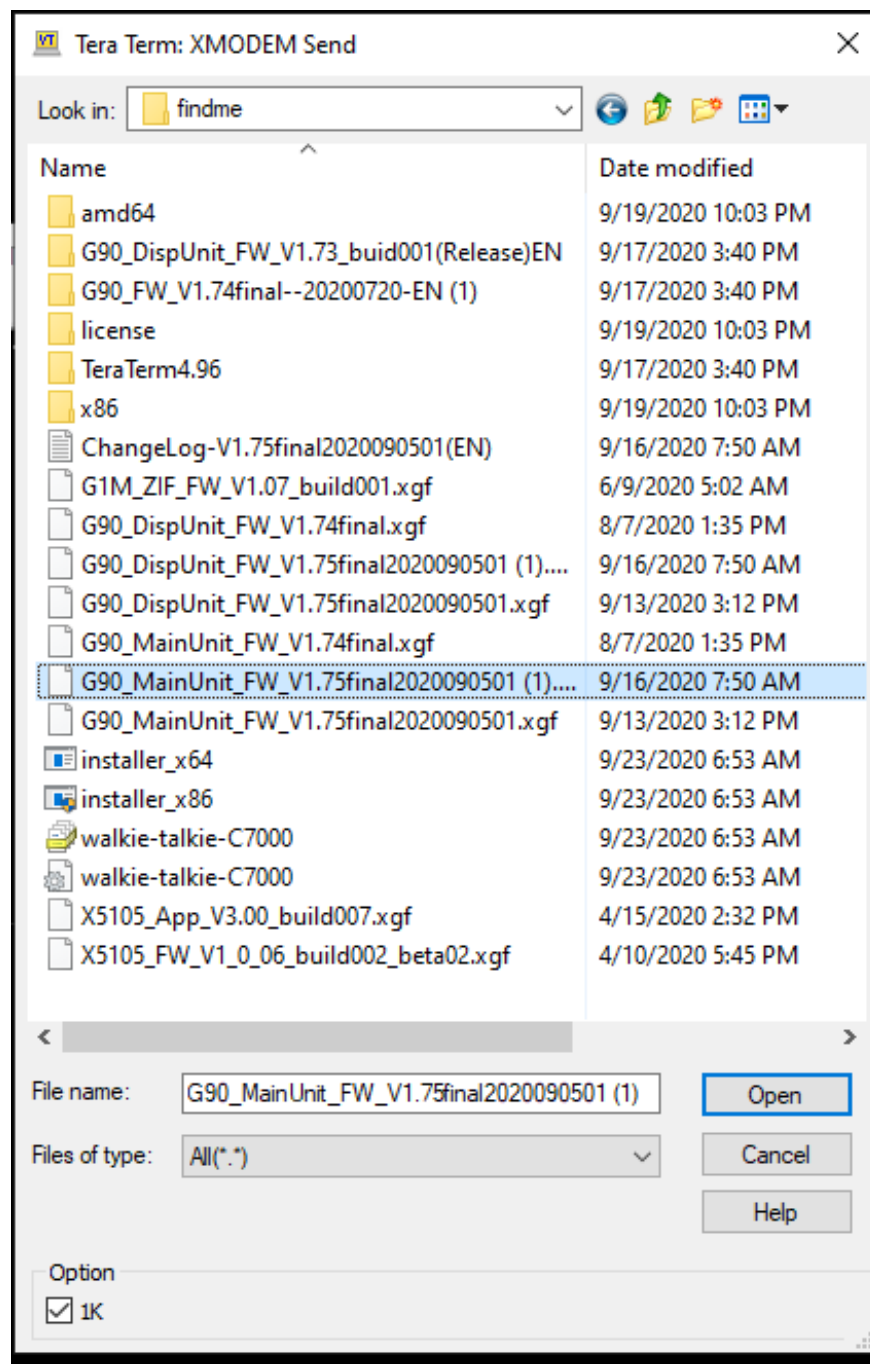 VT Tera Term: XMODEM Send
Look in: findme
Name Date modified
amd64 9/19/2020 10:03 PM
G90_DispUnit_FW_V1.73_buid001(Release)EN 9/17/2020 3:40 PM
G90_FW_V1.74final--20200720-EN (1) 9/17/2020 3:40 PM
license 9/19/2020 10:03 PM
TeraTerm4.96 9/17/2020 3:40 PM
x86 9/19/2020 10:03 PM
ChangeLog-V1.75final2020090501(EN) 9/16/2020 7:50 AM
G1M_ZIF_FW_V1.07_build001.xgf 6/9/2020 5:02 AM
G90_DispUnit_FW_V1.74final.xgf 8/7/2020 1:35 PM
G90_DispUnit_FW_V1.75final2020090501 (1).... 9/16/2020 7:50 AM
G90_DispUnit_FW_V1.75final2020090501.xgf 9/13/2020 3:12 PM
G90_MainUnit_FW_V1.74final.xgf 8/7/2020 1:35 PM
G90_MainUnit_FW_V1.75final2020090501 (1).... 9/16/2020 7:50 AM
G90_MainUnit_FW_V1.75final2020090501.xgf 9/13/2020 3:12 PM
installer_x64 9/23/2020 6:53 AM
installer_x86 9/23/2020 6:53 AM
walkie-talkie-C7000 9/23/2020 6:53 AM
walkie-talkie-C7000 9/23/2020 6:53 AM
X5105_App_V3.00_build007.xgf 4/15/2020 2:32 PM
X5105_FW_V1_0_06_build002_beta02.xgf 4/10/2020 5:45 PM
File name: G90_MainUnit_FW_V1.75final2020090501 (1) Open
Files of type: All(*.*) Cancel
Help
Option
1K